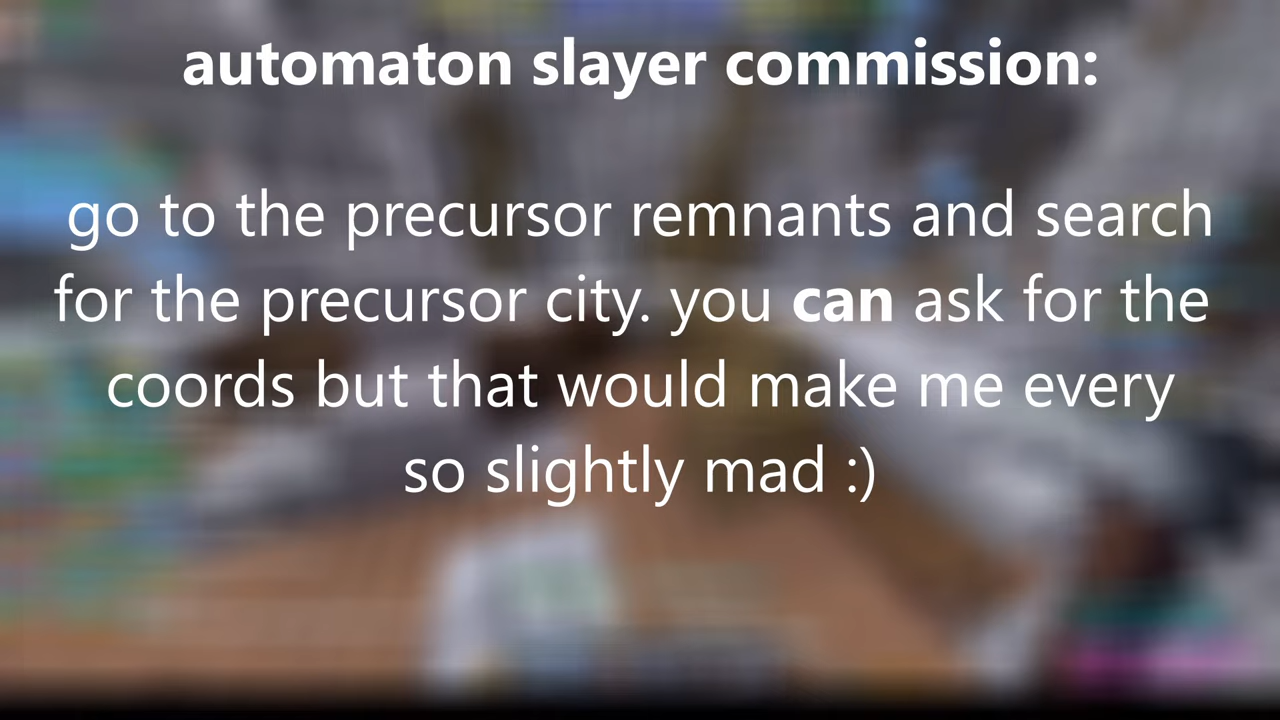 automaton slayer commission:
go to the precursor remnants and search
for the precursor city. you can ask for the
coords but that would make me every
so slightly mad :)